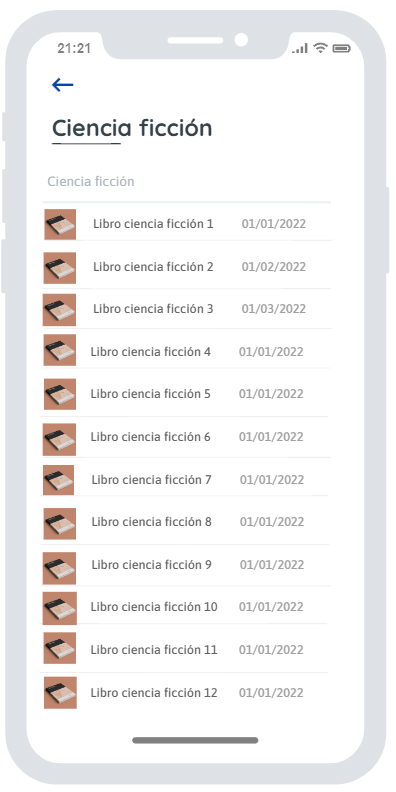 21:21
Ciencia ficción
Ciencia ficción
Libro ciencia ficción 1 01/01/2022
Libro ciencia ficción 2 01/02/2022
Libro ciencia ficción 3 01/03/2022
Libro ciencia ficción 4 01/01/2022
Libro ciencia ficción 5 01/01/2022
Libro ciencia ficción 6 01/01/2022
Libro ciencia ficción 7 01/01/2022
Libro ciencia ficción 8 01/01/2022
Libro ciencia ficción 9 01/01/2022
Libro ciencia ficción 10 01/01/2022
Libro ciencia ficción 11 01/01/2022
Libro ciencia ficción 12 01/01/2022